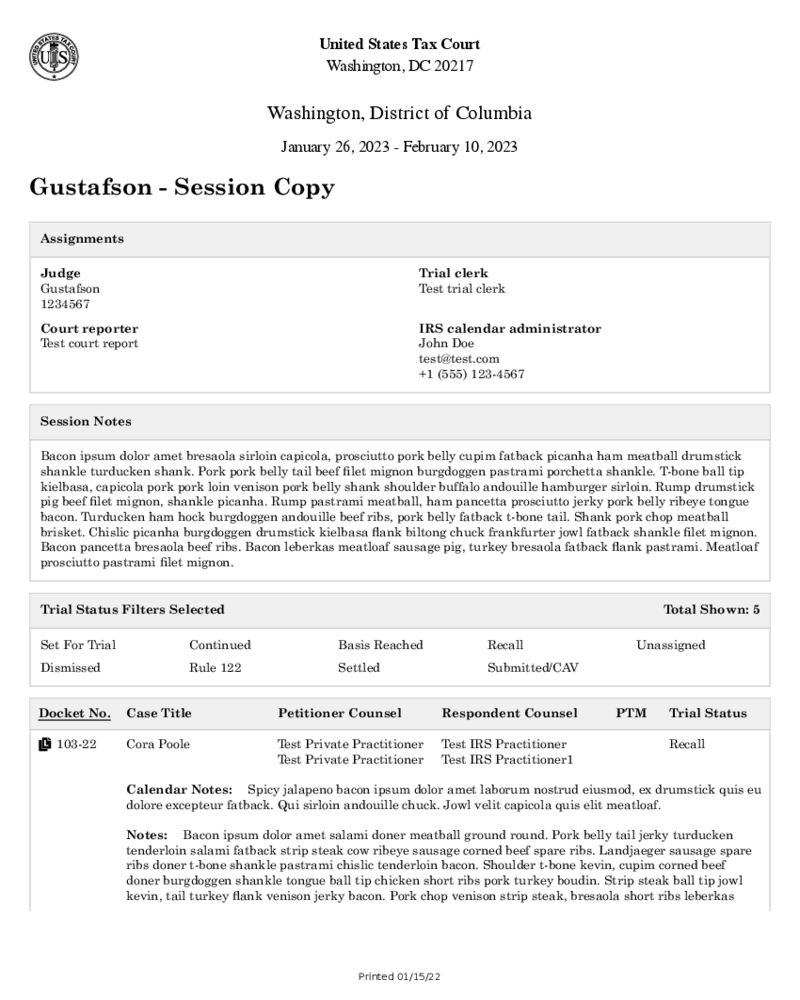 UNITED STATES TAX COURT
US
United States Tax Court
Washington, DC 20217
Washington, District of Columbia
January 26, 2023 - February 10, 2023
Gustafson - Session Copy
Assignments
Judge
Gustafson
1234567
Trial clerk
Test trial clerk
Court reporter
Test court report
IRS calendar administrator
John Doe
test@test.com
+1 (555) 123-4567
Session Notes
Bacon ipsum dolor amet bresaola sirloin capicola, prosciutto pork belly cupim fatback picanha ham meatball drumstick
shankle turducken shank. Pork pork belly tail beef filet mignon burgdoggen pastrami porchetta shankle. T-bone ball tip
kielbasa, capicola pork pork loin venison pork belly shank shoulder buffalo andouille hamburger sirloin. Rump drumstick
pig beef filet mignon, shankle picanha. Rump pastrami meatball, ham pancetta prosciutto jerky pork belly ribeye tongue
bacon. Turducken ham hock burgdoggen andouille beef ribs, pork belly fatback t-bone tail. Shank pork chop meatball
brisket. Chislic picanha burgdoggen drumstick kielbasa flank biltong chuck frankfurter jowl fatback shankle filet mignon.
Bacon pancetta bresaola beef ribs. Bacon leberkas meatloaf sausage pig, turkey bresaola fatback flank pastrami. Meatloaf
prosciutto pastrami filet mignon.
Trial Status Filters Selected Total Shown: 5
Set For Trial Continued Basis Reached Recall Unassigned
Dismissed Rule 122 Settled Submitted/CAV
Docket No. Case Title Petitioner Counsel Respondent Counsel PTM Trial Status
103-22 Cora Poole Test Private Practitioner Test IRS Practitioner Recall
Test Private Practitioner Test IRS Practitioner1
Calendar Notes: Spicy jalapeno bacon ipsum dolor amet laborum nostrud eiusmod, ex drumstick quis eu
dolore excepteur fatback. Qui sirloin andouille chuck. Jowl velit capicola quis elit meatloaf.
Notes: Bacon ipsum dolor amet salami doner meatball ground round. Pork belly tail jerky turducken
tenderloin salami fatback strip steak cow ribeye sausage corned beef spare ribs. Landjaeger sausage spare
ribs doner t-bone shankle pastrami chislic tenderloin bacon. Shoulder t-bone kevin, cupim corned beef
doner burgdoggen shankle tongue ball tip chicken short ribs pork turkey boudin. Strip steak ball tip jowl
kevin, tail turkey flank venison jerky bacon. Pork chop venison strip steak, bresaola short ribs leberkas
Printed 01/15/22